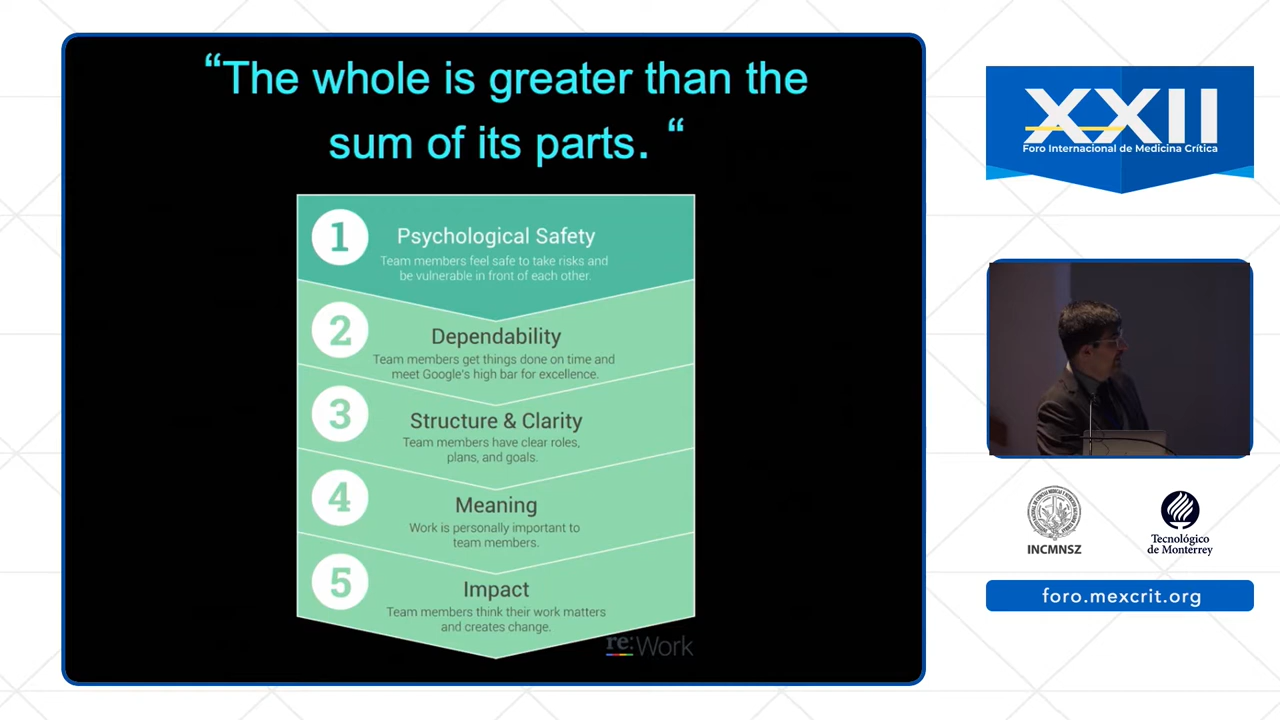 “The whole is greater than the
sum of its parts. “
1
Psychological Safety
Team members feel safe to take risks and
be vulnerable in front of each other.
2
Dependability
Team members get things done on time and
meet Google's high bar for excellence.
3
Structure & Clarity
Team members have clear roles,
plans, and goals.
4
Meaning
Work is personally important to
team members.
5
Impact
Team members think their work matters
and creates change.
re:Work
XXII
Foro Internacional de Medicina Crítica
INCMNSZ
Tecnológico
de Monterrey
foro.mexcrit.org